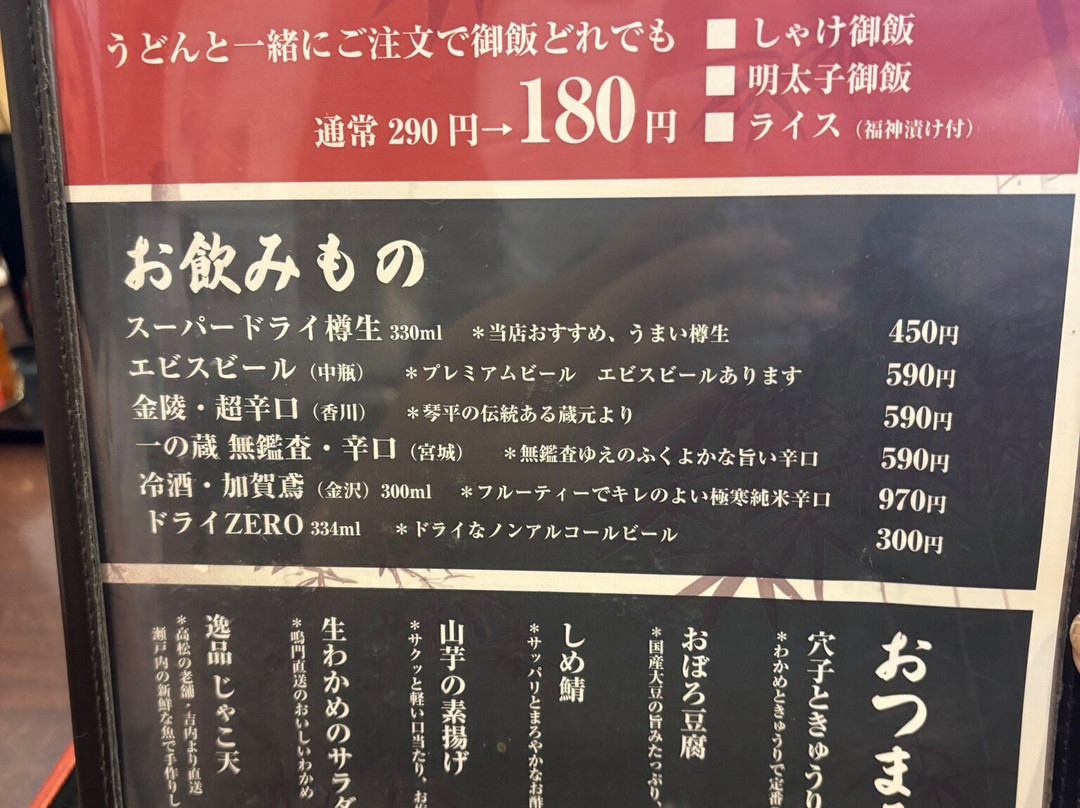 うどんと一緒にご注文で御飯どれでも
通常 290 円→180 円
■ しゃけ御飯
■ 明太子御飯
■ ライス（福神漬け付）
お飲みもの
スーパードライ樽生 330ml ＊当店おすすめ、うまい樽生 450円
エビスビール（中瓶） ＊プレミアムビール エビスビールあります 590円
金陵・超辛口（香川） ＊琴平の伝統ある蔵元より 590円
一の蔵 無鑑査・辛口（宮城） ＊無鑑査ゆえのふくよかな旨い辛口 590円
冷酒・加賀鳶（金沢）300ml ＊フルーティーでキレのよい極寒純米辛口 970円
ドライZERO 334ml ＊ドライなノンアルコールビール 300円
おつま
穴子ときゅうり
＊わかめときゅうりで定番
おぼろ豆腐
＊国産大豆の旨みたっぷり、
しめ鯖
＊サッパリとまろやかなお酢
山芋の素揚げ
＊サクッと軽い口当たり、お
生わかめのサラダ
＊鳴門直送のおいしいわかめ
逸品 じゃこ天
＊高松の老舗・吉内より直送
瀬戸内の新鮮な魚で手作りし